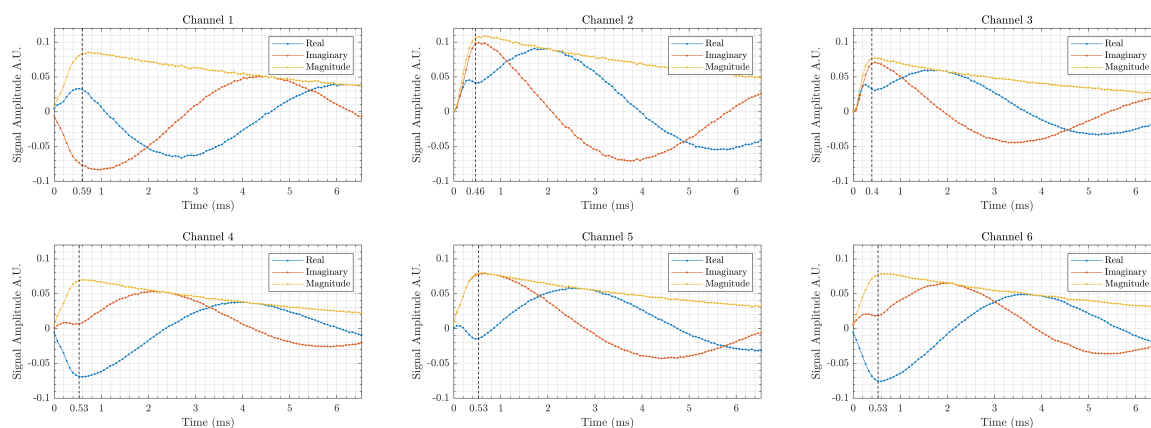 Channel 1
Signal Amplitude A.U.
0.1
0.05
0
-0.05
-0.1
Real
Imaginary
Magnitude
0 0.59 1 2 3 4 5 6
Time (ms)
Channel 2
Signal Amplitude A.U.
0.1
0.05
0
-0.05
-0.1
Real
Imaginary
Magnitude
0 0.46 1 2 3 4 5 6
Time (ms)
Channel 3
Signal Amplitude A.U.
0.1
0.05
0
-0.05
-0.1
Real
Imaginary
Magnitude
0 0.4 1 2 3 4 5 6
Time (ms)
Channel 4
Signal Amplitude A.U.
0.1
0.05
0
-0.05
-0.1
Real
Imaginary
Magnitude
0 0.53 1 2 3 4 5 6
Time (ms)
Channel 5
Signal Amplitude A.U.
0.1
0.05
0
-0.05
-0.1
Real
Imaginary
Magnitude
0 0.53 1 2 3 4 5 6
Time (ms)
Channel 6
Signal Amplitude A.U.
0.1
0.05
0
-0.05
-0.1
Real
Imaginary
Magnitude
0 0.53 1 2 3 4 5 6
Time (ms)